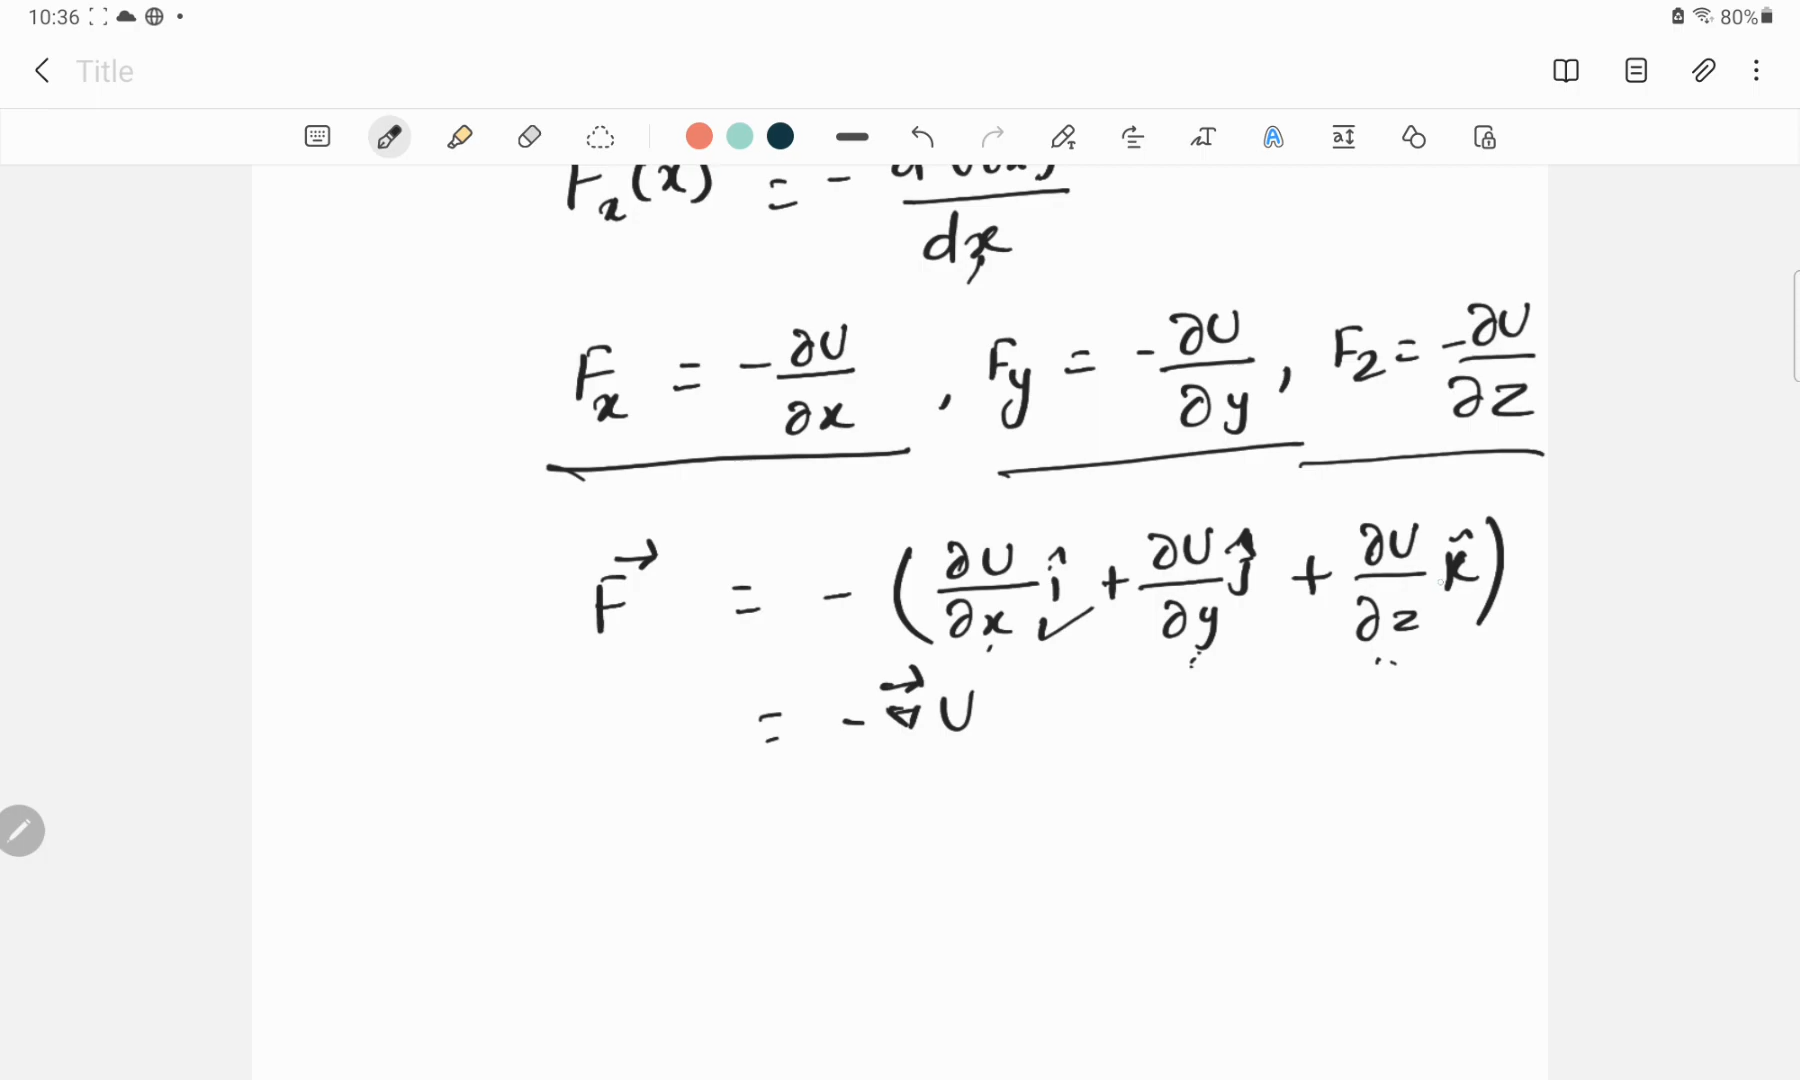 10:36 80%
Title
F_x(x) = - / dx
F_x = -∂U/∂x , F_y = -∂U/∂y , F_z = -∂U/∂z
F⃗ = - (∂U/∂x î + ∂U/∂y ĵ + ∂U/∂z k̂)
= - ∇⃗ U